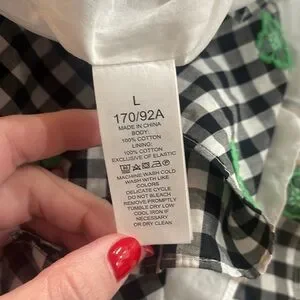 L
170/92A
MADE IN CHINA
BODY:
100% COTTON
LINING:
100% COTTON
EXCLUSIVE OF ELASTIC
MACHINE WASH COLD
WASH WITH LIKE
COLORS
DELICATE CYCLE
DO NOT BLEACH
REMOVE PROMPTLY
TUMBLE DRY LOW
COOL IRON IF
NECESSARY
OR DRY CLEAN